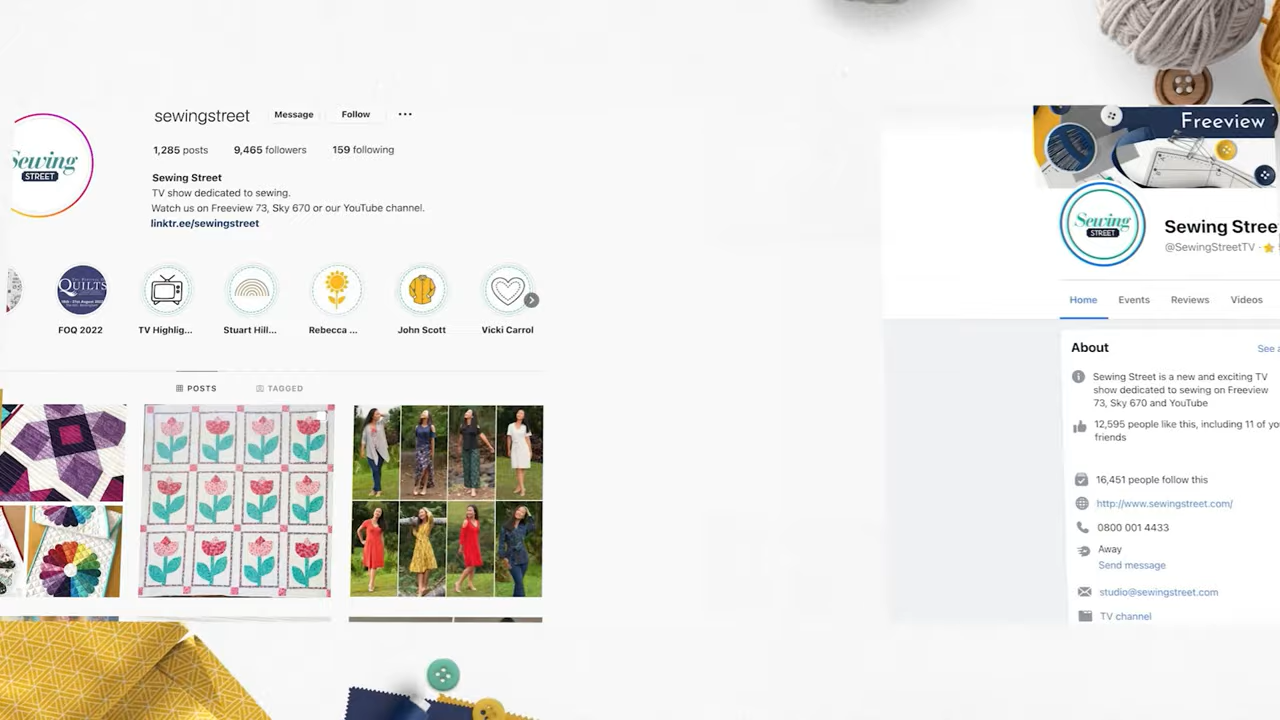 sewingstreet Message Follow
1,285 posts 9,465 followers 159 following
Sewing Street
TV show dedicated to sewing.
Watch us on Freeview 73, Sky 670 or our YouTube channel.
linktr.ee/sewingstreet
Sewing
STREET
QUILTS
FOQ 2022 TV Highlig... Stuart Hill... Rebecca ... John Scott Vicki Carrol
POSTS TAGGED
Freeview
Sewing
STREET
Sewing Stree
@SewingStreetTV ·
Home Events Reviews Videos
About
See a
Sewing Street is a new and exciting TV
show dedicated to sewing on Freeview
73, Sky 670 and YouTube
12,595 people like this, including 11 of yo
friends
16,451 people follow this
http://www.sewingstreet.com/
0800 001 4433
Away
Send message
studio@sewingstreet.com
TV channel